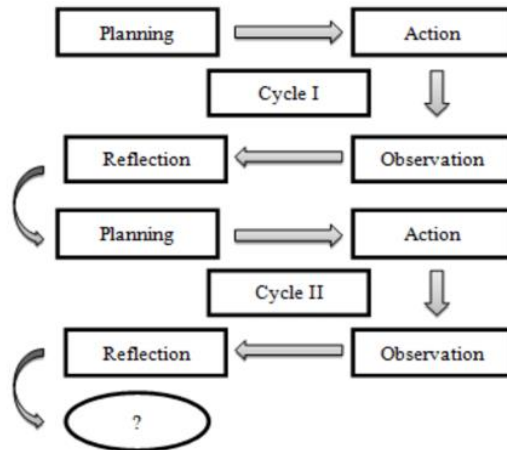 Planning
Action
Cycle I
Reflection
Observation
Planning
Action
Cycle II
Reflection
Observation
?